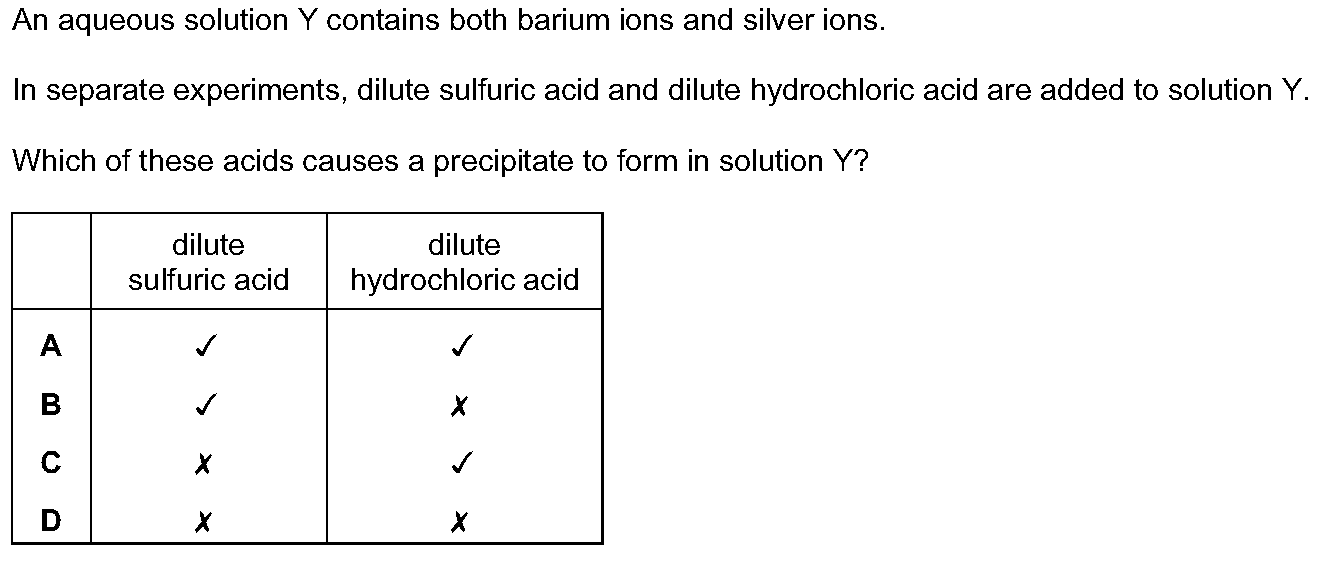 An aqueous solution Y contains both barium ions and silver ions.
In separate experiments, dilute sulfuric acid and dilute hydrochloric acid are added to solution Y.
Which of these acids causes a precipitate to form in solution Y?
dilute sulfuric acid dilute hydrochloric acid
A ✓ ✓
B ✓ ✗
C ✗ ✓
D ✗ ✗